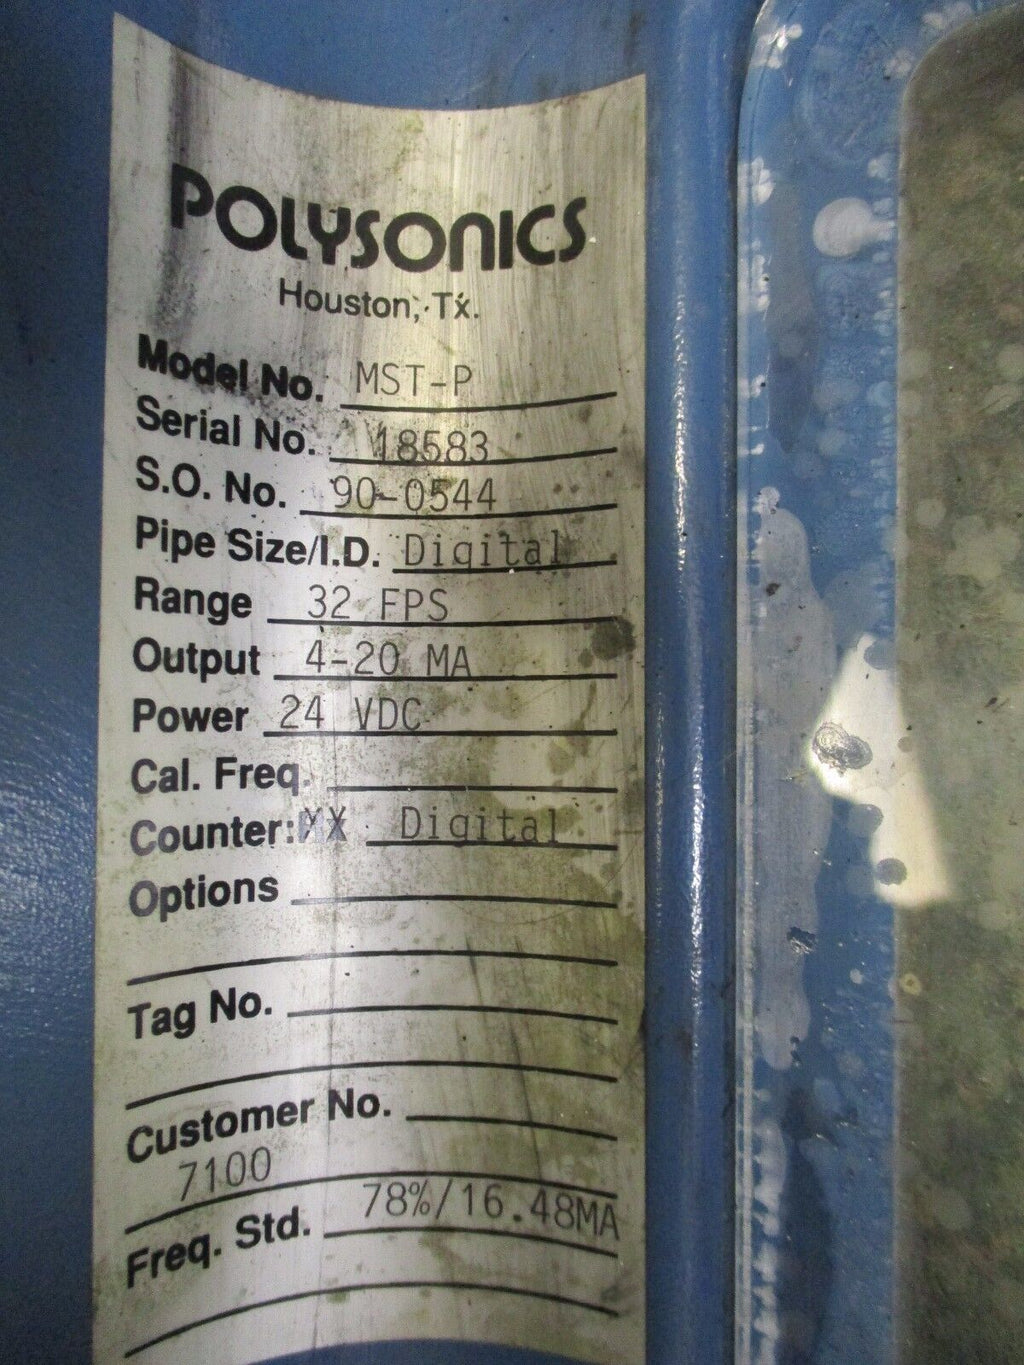 POLYSONICS
Houston, Tx.
Model No. MST-P
Serial No. 18583
S.O. No. 90-0544
Pipe Size/I.D. Digital
Range 32 FPS
Output 4-20 MA
Power 24 VDC
Cal. Freq.
Counter: XX Digital
Options
Tag No.
Customer No.
7100
Freq. Std. 78%/16.48MA